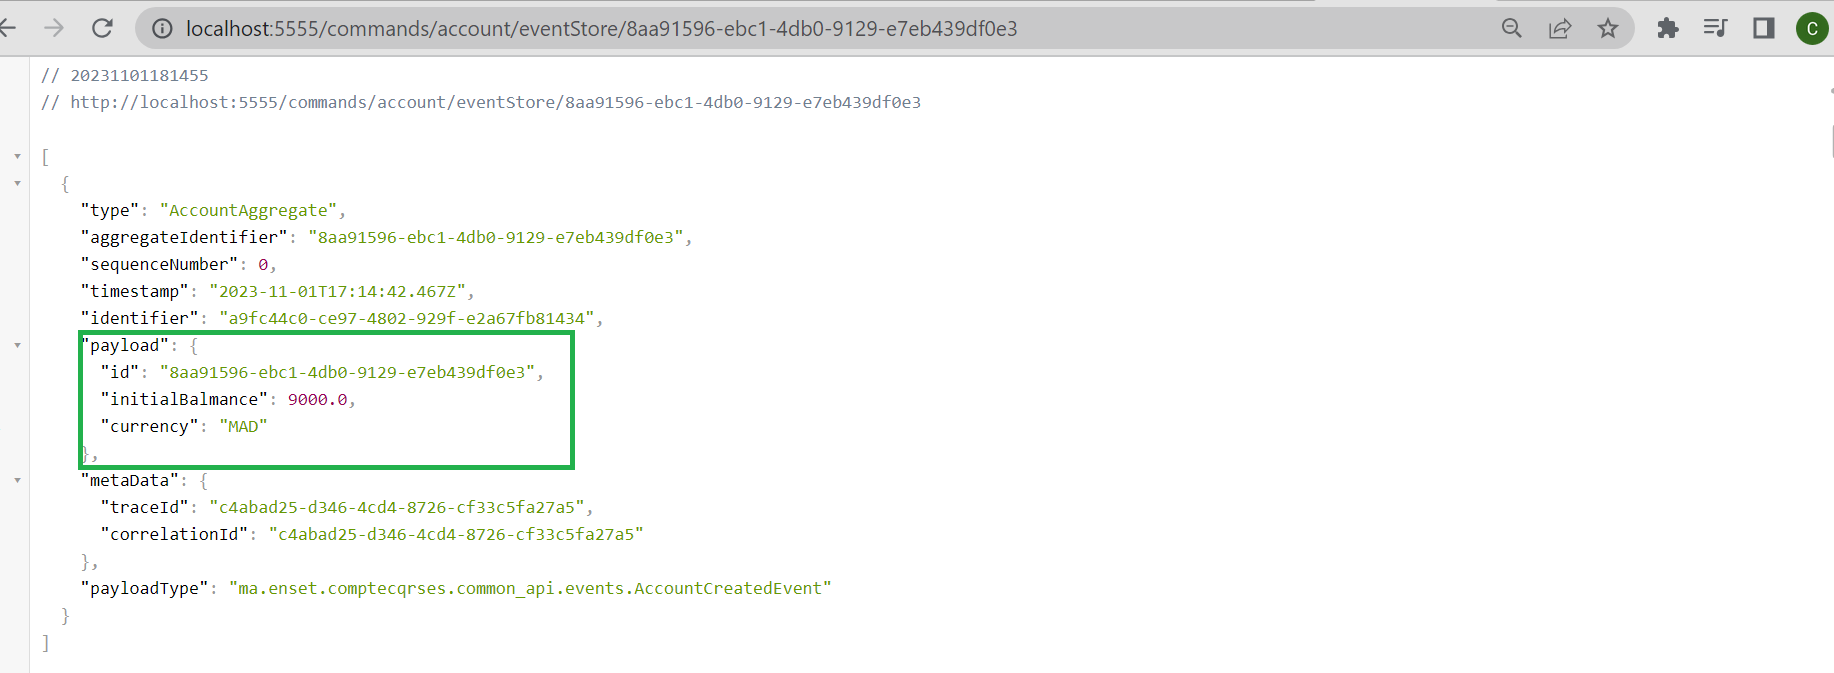 localhost:5555/commands/account/eventStore/8aa91596-ebc1-4db0-9129-e7eb439df0e3
C
// 20231101181455
// http://localhost:5555/commands/account/eventStore/8aa91596-ebc1-4db0-9129-e7eb439df0e3
[
{
"type": "AccountAggregate",
"aggregateIdentifier": "8aa91596-ebc1-4db0-9129-e7eb439df0e3",
"sequenceNumber": 0,
"timestamp": "2023-11-01T17:14:42.467Z",
"identifier": "a9fc44c0-ce97-4802-929f-e2a67fb81434",
"payload": {
"id": "8aa91596-ebc1-4db0-9129-e7eb439df0e3",
"initialBalmance": 9000.0,
"currency": "MAD"
},
"metaData": {
"traceId": "c4abad25-d346-4cd4-8726-cf33c5fa27a5",
"correlationId": "c4abad25-d346-4cd4-8726-cf33c5fa27a5"
},
"payloadType": "ma.enset.comptecqrses.common_api.events.AccountCreatedEvent"
}
]